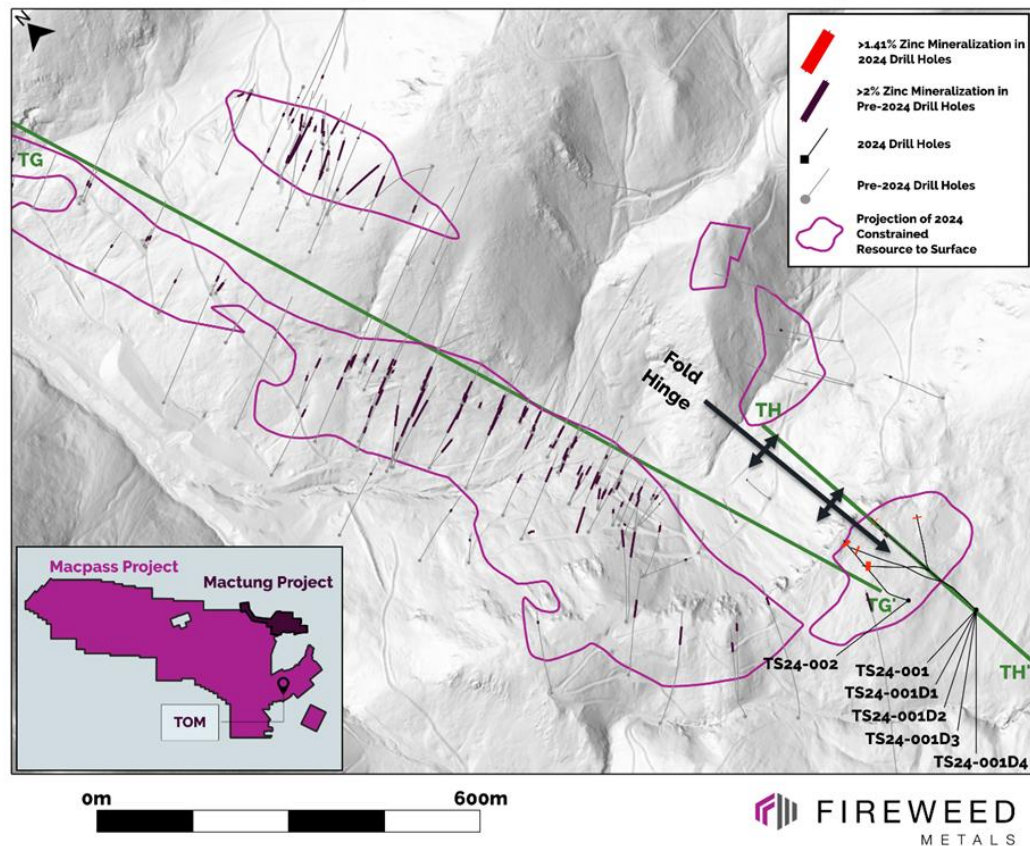 N
>1.41% Zinc Mineralization in
2024 Drill Holes
>2% Zinc Mineralization in
Pre-2024 Drill Holes
2024 Drill Holes
Pre-2024 Drill Holes
Projection of 2024
Constrained
Resource to Surface
TG
Fold
Hinge
TH
TG'
TH'
TS24-002
TS24-001
TS24-001D1
TS24-001D2
TS24-001D3
TS24-001D4
Macpass Project
Mactung Project
TOM
0m
600m
FIREWEED
METALS